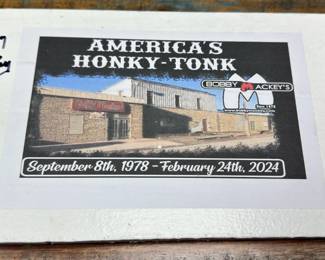 AMERICA'S
HONKY-TONK
BOBBY MACKEY'S
September 8th, 1978 - February 24th, 2024